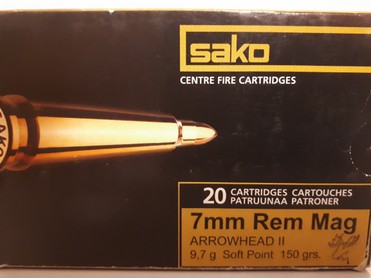 sako
CENTRE FIRE CARTRIDGES
20 CARTRIDGES CARTOUCHES
PATRUUNAA PATRONER
7mm Rem Mag
ARROWHEAD II
9,7 g Soft Point 150 grs.